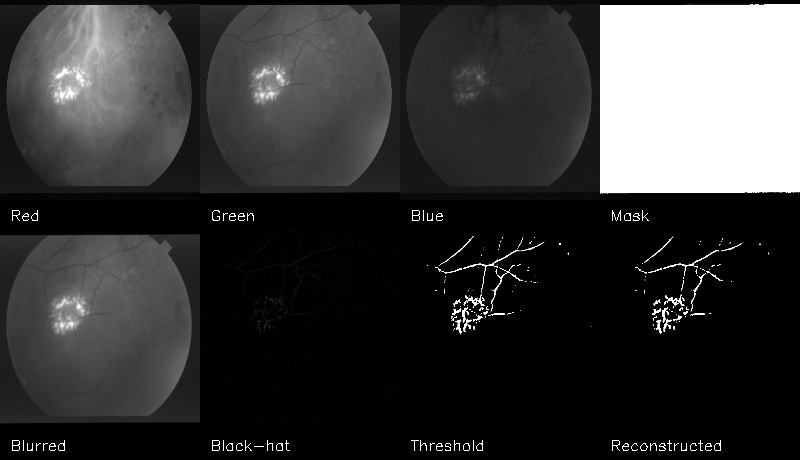 Red
Green
Blue
Mask
Blurred
Black-hat
Threshold
Reconstructed